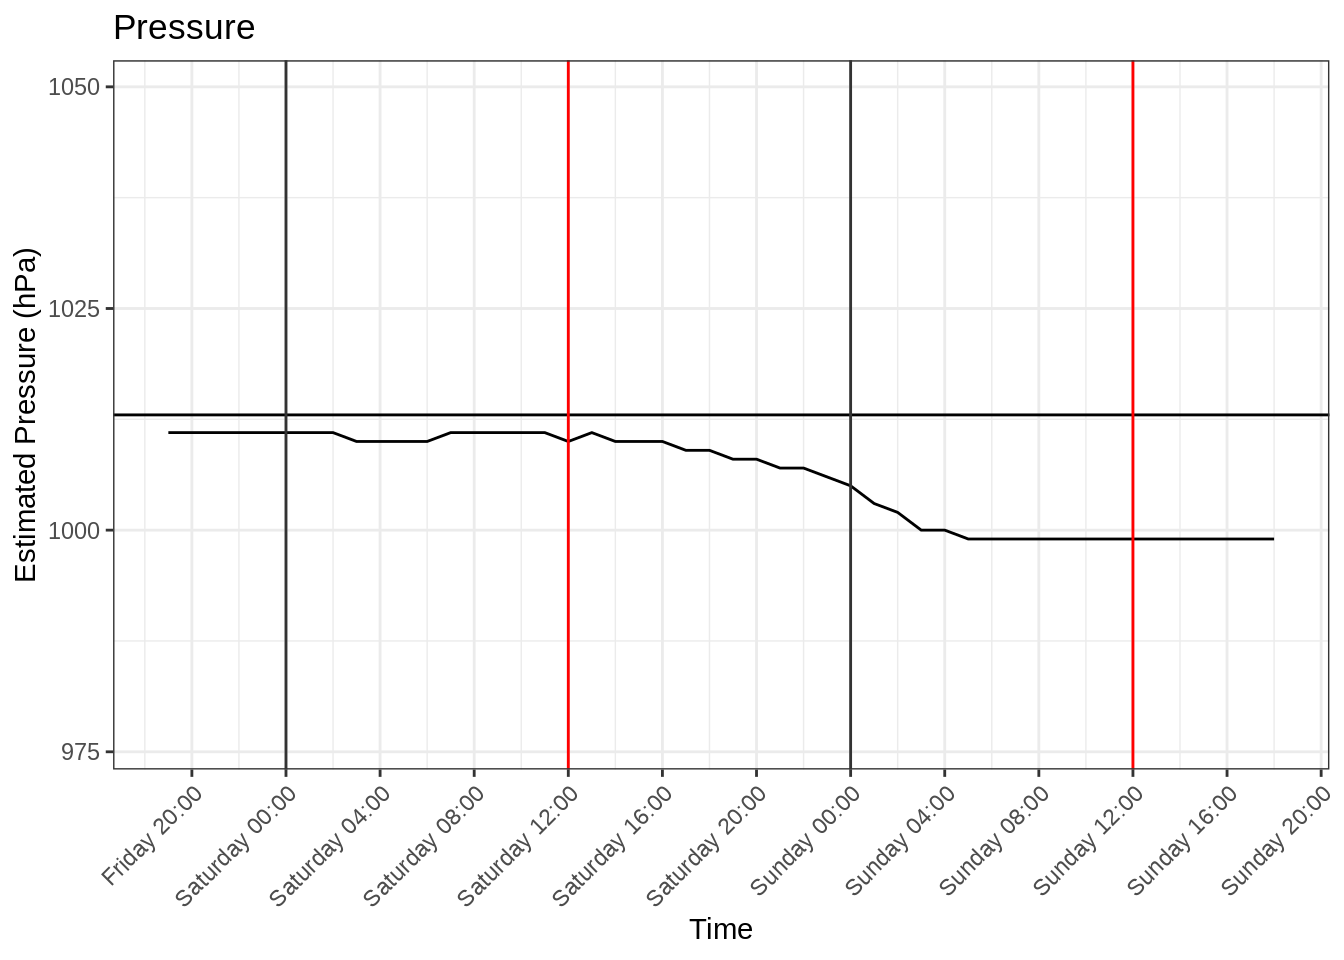 Pressure
Estimated Pressure (hPa)
1050
1025
1000
975
Friday 20:00
Saturday 00:00
Saturday 04:00
Saturday 08:00
Saturday 12:00
Saturday 16:00
Saturday 20:00
Sunday 00:00
Sunday 04:00
Sunday 08:00
Sunday 12:00
Sunday 16:00
Sunday 20:00
Time